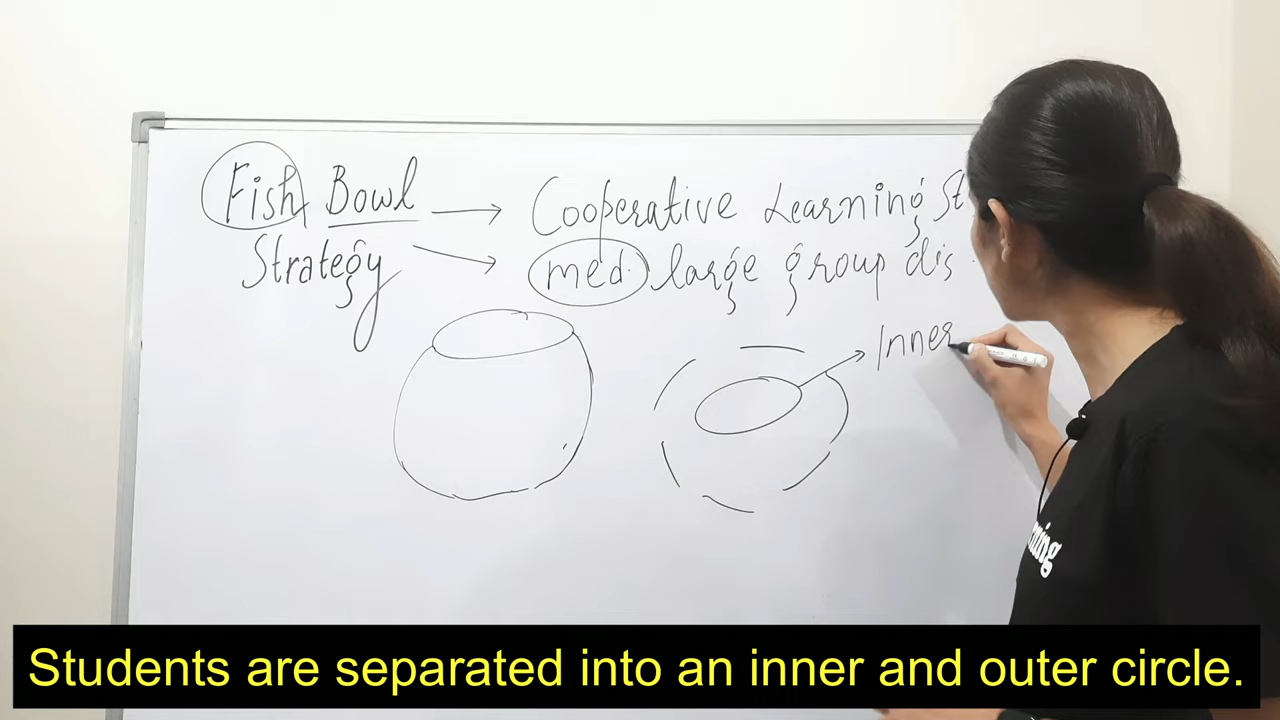 Fish Bowl → Cooperative Learning St
Strategy → med. large group dis
Inner
ning
Students are separated into an inner and outer circle.